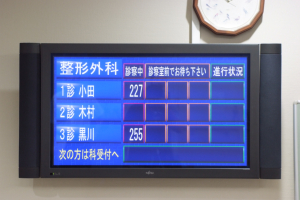 整形外科 診察中 診察室前でお待ち下さい 進行状況
1診 小田 227
2診 木村
3診 黒川 255
次の方は科受付へ